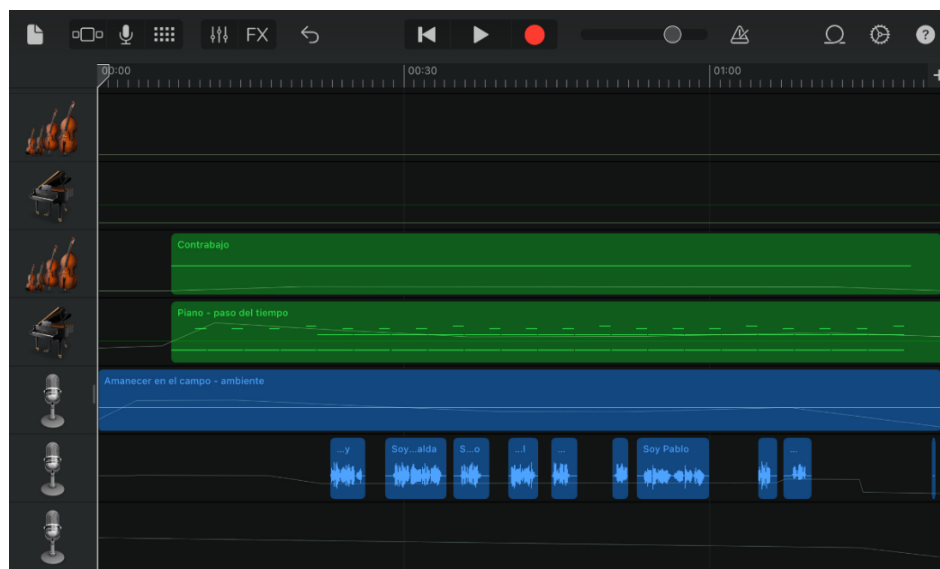 FX
?
00:00 00:30 01:00
Contrabajo
Piano - paso del tiempo
Amanecer en el campo - ambiente
...y Soy...alda S...o ...l ... Soy Pablo ...